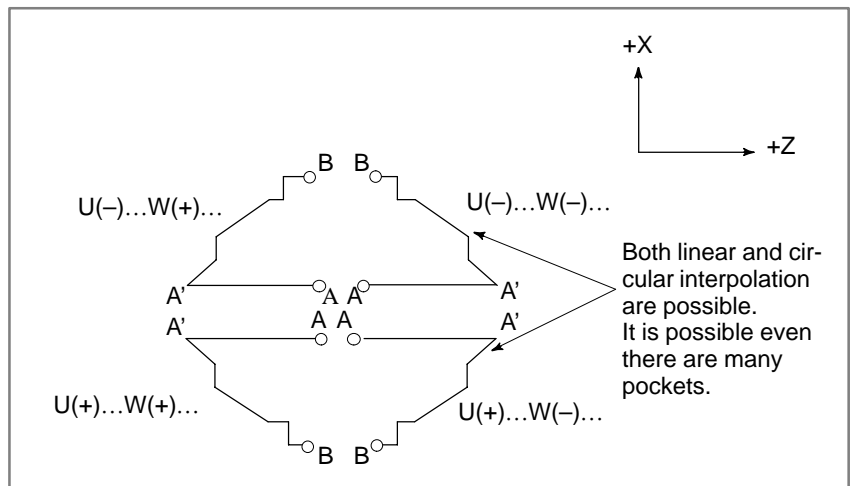 +X
+Z
B B
U(–)…W(+)…
U(–)…W(–)…
Both linear and cir-
cular interpolation
are possible.
It is possible even
there are many
pockets.
A' A A A'
A' A A A'
U(+)…W(+)…
U(+)…W(–)…
B B